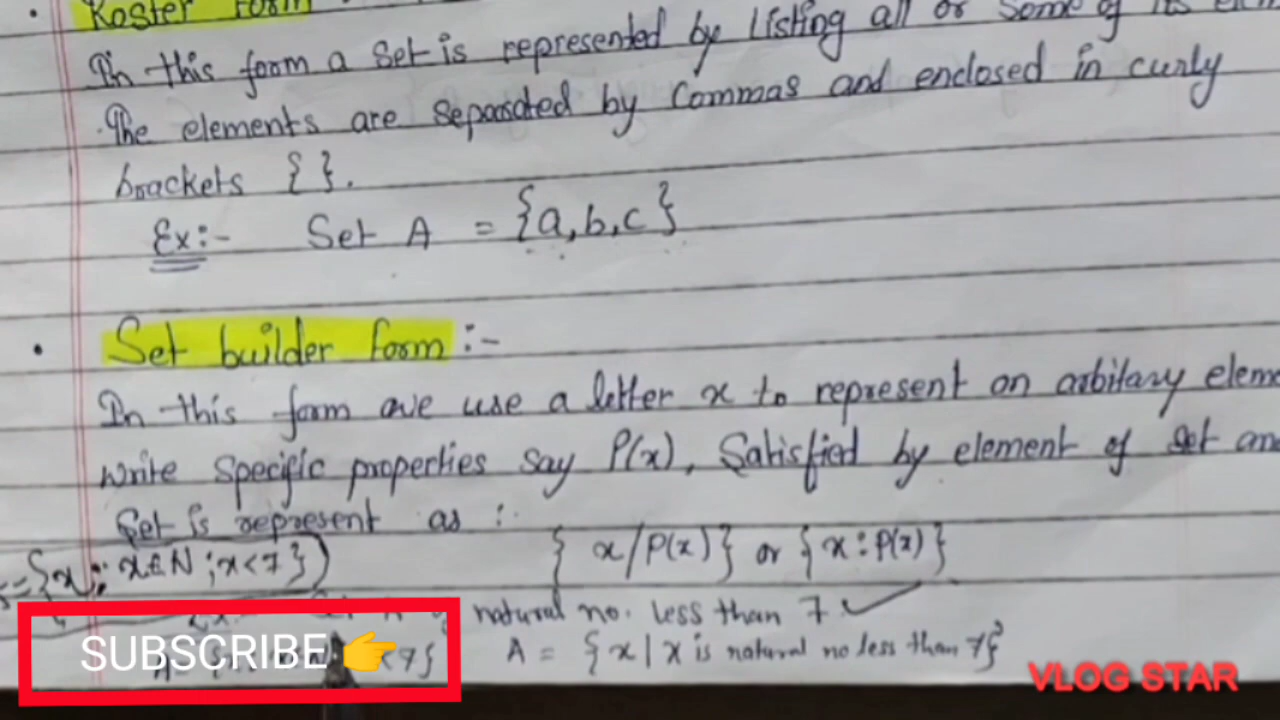 Roster form
In this form a set is represented by listing all or some of its
The elements are separated by commas and enclosed in curly
brackets { }.
Ex:- Set A = {a,b,c}
Set builder form :-
In this form we use a letter x to represent an arbitary
write specific properties say P(x), Satisfied by element of set
Set is represent as :
{ x/P(x)} or {x : P(x)}
={x : x∈N ; x<7})
natural no. less than 7
<7} A = {x | x is natural no less than 7}
SUBSCRIBE 👉
VLOG STAR